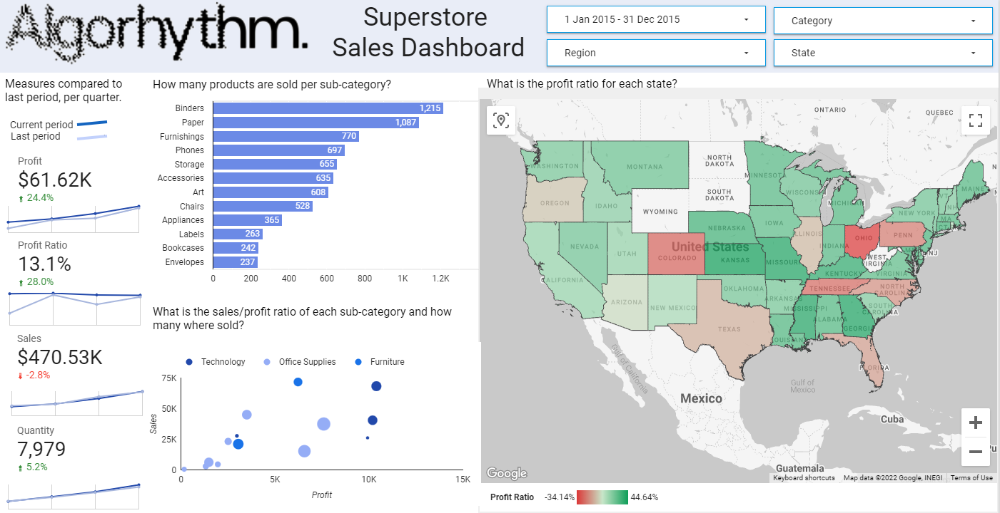 Algorhythm.
Superstore
Sales Dashboard
1 Jan 2015 - 31 Dec 2015
Category
Region
State
Measures compared to
last period, per quarter.
Current period
Last period
Profit
$61.62K
24.4%
Profit Ratio
13.1%
28.0%
Sales
$470.53K
-2.8%
Quantity
7,979
5.2%
How many products are sold per sub-category?
Binders 1,215
Paper 1,087
Furnishings 770
Phones 697
Storage 655
Accessories 635
Art 608
Chairs 528
Appliances 365
Labels 263
Bookcases 242
Envelopes 237
0 200 400 600 800 1K 1.2K
What is the sales/profit ratio of each sub-category and how
many where sold?
Technology Office Supplies Furniture
75K
50K
25K
0
Sales
0 5K 10K 15K
Profit
What is the profit ratio for each state?
ONTARIO
QUEBEC
N
WASHINGTON
MONTANA
NORTH
DAKOTA
MINNESOTA
MAINE
SOUTH
DAKOTA
WISCONSIN
MICHIGAN
VT
NH
OREGON
IDAHO
WYOMING
NEW YORK
MA
CT
IOWA
NEBRASKA
ILLINOIS
INDIANA
OHIO
PENN
NJ
NEVADA
UTAH
COLORADO
United States
KANSAS
MISSOURI
WEST
VIRGINIA
MD
KENTUCKY
VIRGINIA
CALIFORNIA
OKLAHOMA
ARKANSAS
TENNESSEE
NORTH
CAROLINA
ARIZONA
NEW MEXICO
MISSISSIPPI
ALABAMA
SOUTH
CAROLINA
GEORGIA
TEXAS
LOUISIANA
FLORIDA
Gulf of
California
Gulf of
Mexico
Mexico
Cuba
Guatemala
Google
Keyboard shortcuts Map data ©2022 Google, INEGI Terms of Use
Profit Ratio -34.14% 44.64%